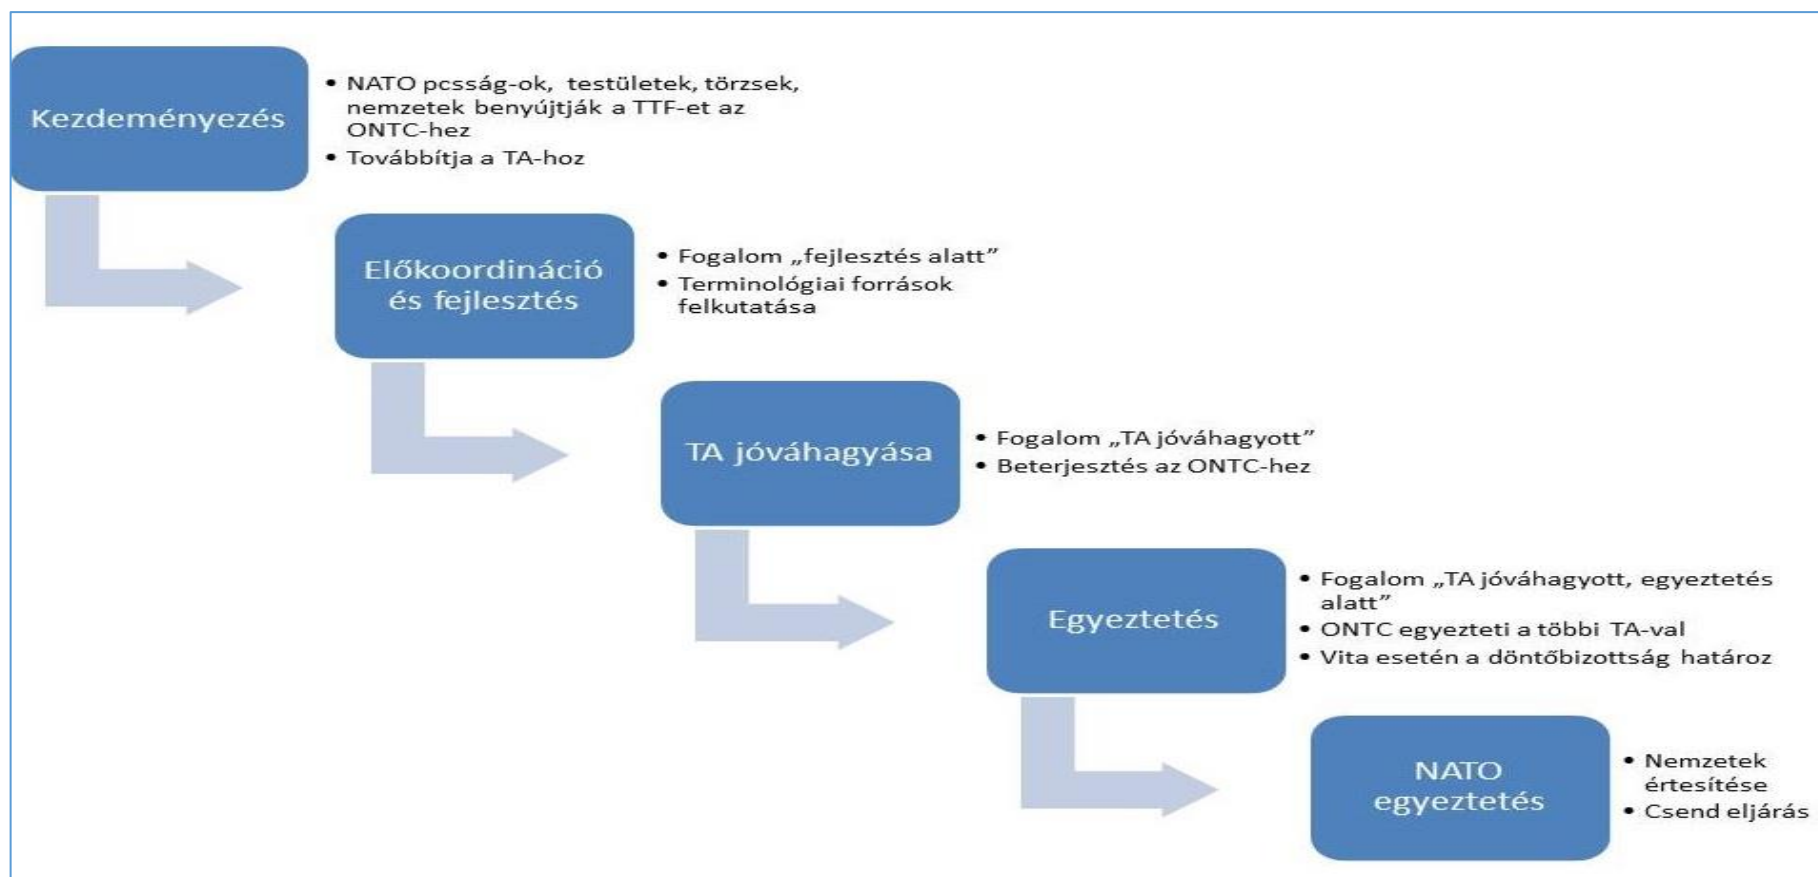 Kezdeményezés
• NATO pcsság-ok, testületek, törzsek,
nemzetek benyújtják a TTF-et az
ONTC-hez
• Továbbítja a TA-hoz
Előkoordináció
és fejlesztés
• Fogalom „fejlesztés alatt”
• Terminológiai források
felkutatása
TA jóváhagyása
• Fogalom „TA jóváhagyott”
• Beterjesztés az ONTC-hez
Egyeztetés
• Fogalom „TA jóváhagyott, egyeztetés
alatt”
• ONTC egyezteti a többi TA-val
• Vita esetén a döntőbizottság határoz
NATO
egyeztetés
• Nemzetek
értesítése
• Csend eljárás